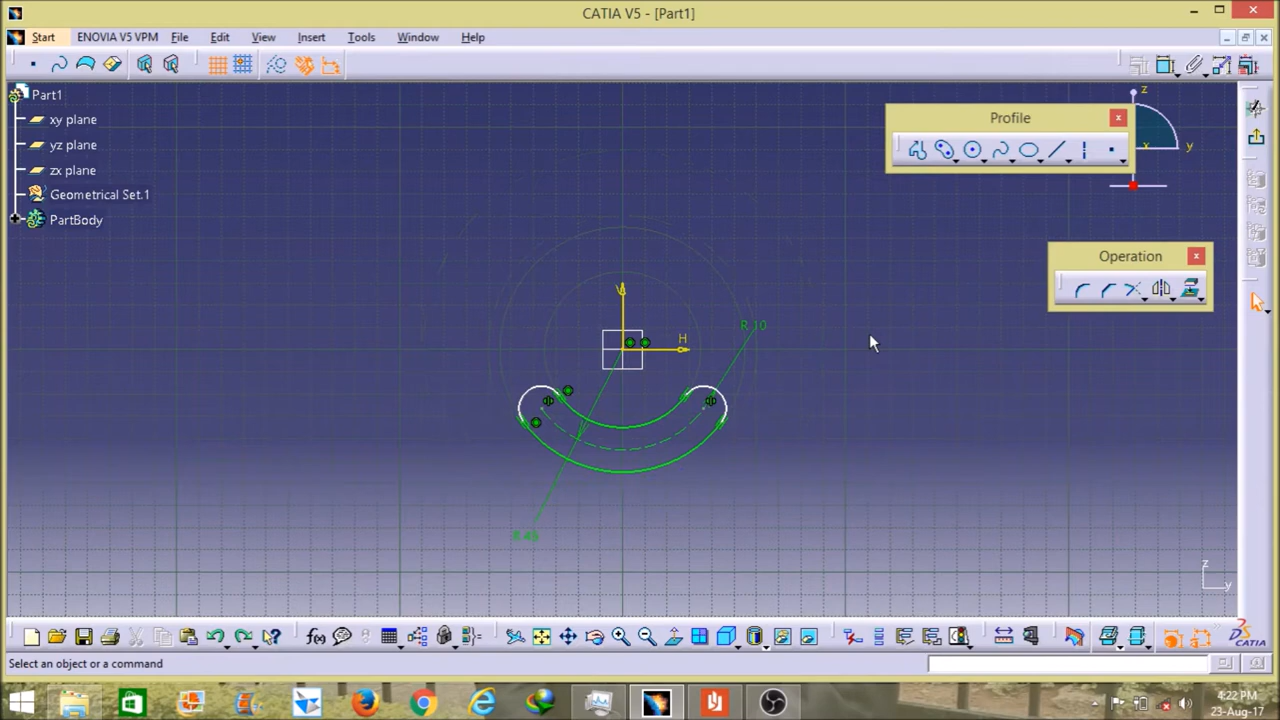 CATIA V5 - [Part1]
Start ENOVIA V5 VPM File Edit View Insert Tools Window Help
Part1
xy plane
yz plane
zx plane
Geometrical Set.1
PartBody
Profile
z
x
y
Operation
V
H
R 10
z
y
f(x)
CATIA
Select an object or a command
4:22 PM
23-Aug-17